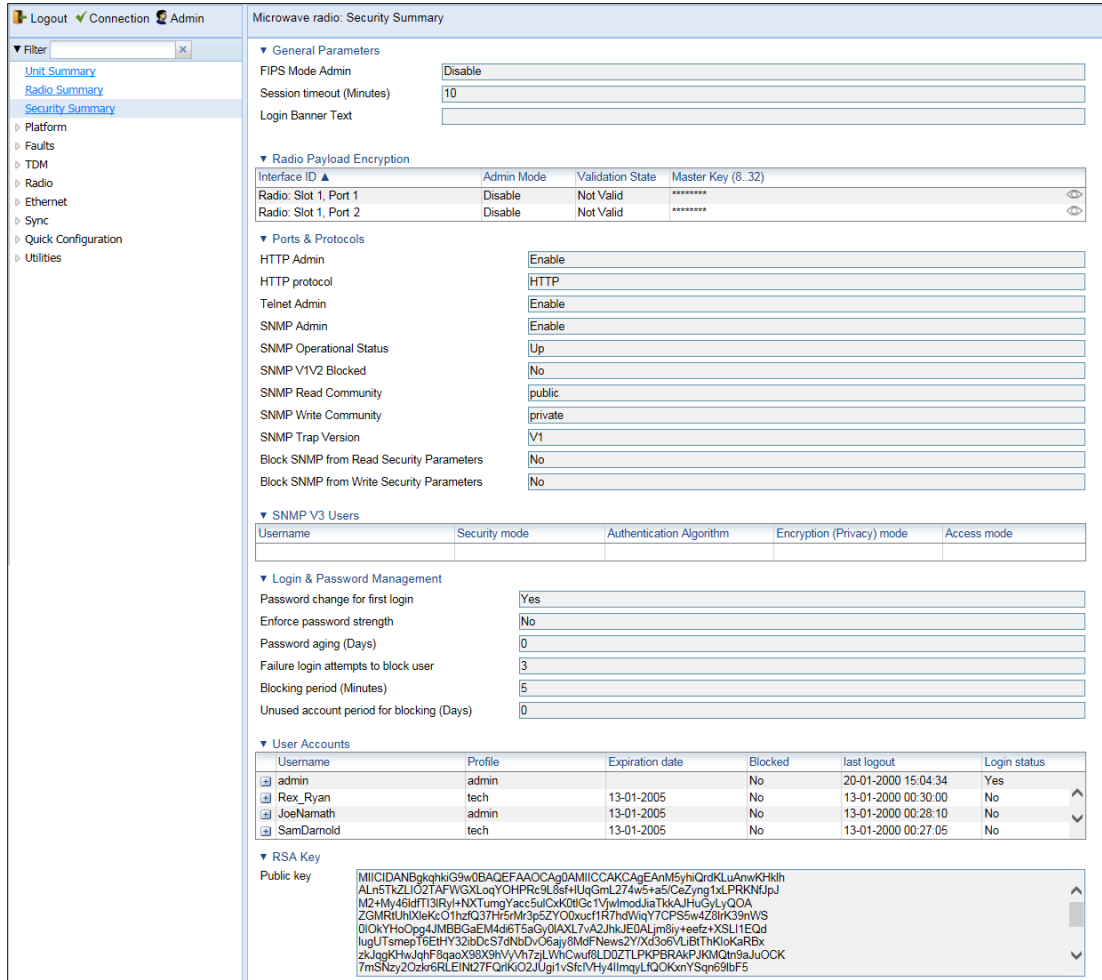 Logout Connection Admin
Microwave radio: Security Summary
▼ Filter
Unit Summary
Radio Summary
Security Summary
Platform
Faults
TDM
Radio
Ethernet
Sync
Quick Configuration
Utilities
▼ General Parameters
FIPS Mode Admin Disable
Session timeout (Minutes) 10
Login Banner Text
▼ Radio Payload Encryption
Interface ID ▲ Admin Mode Validation State Master Key (8..32)
Radio: Slot 1, Port 1 Disable Not Valid ********
Radio: Slot 1, Port 2 Disable Not Valid ********
▼ Ports & Protocols
HTTP Admin Enable
HTTP protocol HTTP
Telnet Admin Enable
SNMP Admin Enable
SNMP Operational Status Up
SNMP V1V2 Blocked No
SNMP Read Community public
SNMP Write Community private
SNMP Trap Version V1
Block SNMP from Read Security Parameters No
Block SNMP from Write Security Parameters No
▼ SNMP V3 Users
Username Security mode Authentication Algorithm Encryption (Privacy) mode Access mode
▼ Login & Password Management
Password change for first login Yes
Enforce password strength No
Password aging (Days) 0
Failure login attempts to block user 3
Blocking period (Minutes) 5
Unused account period for blocking (Days) 0
▼ User Accounts
Username Profile Expiration date Blocked last logout Login status
admin admin No 20-01-2000 15:04:34 Yes
Rex_Ryan tech 13-01-2005 No 13-01-2000 00:30:00 No
JoeNamath admin 13-01-2005 No 13-01-2000 00:28:10 No
SamDarnold tech 13-01-2005 No 13-01-2000 00:27:05 No
▼ RSA Key
Public key